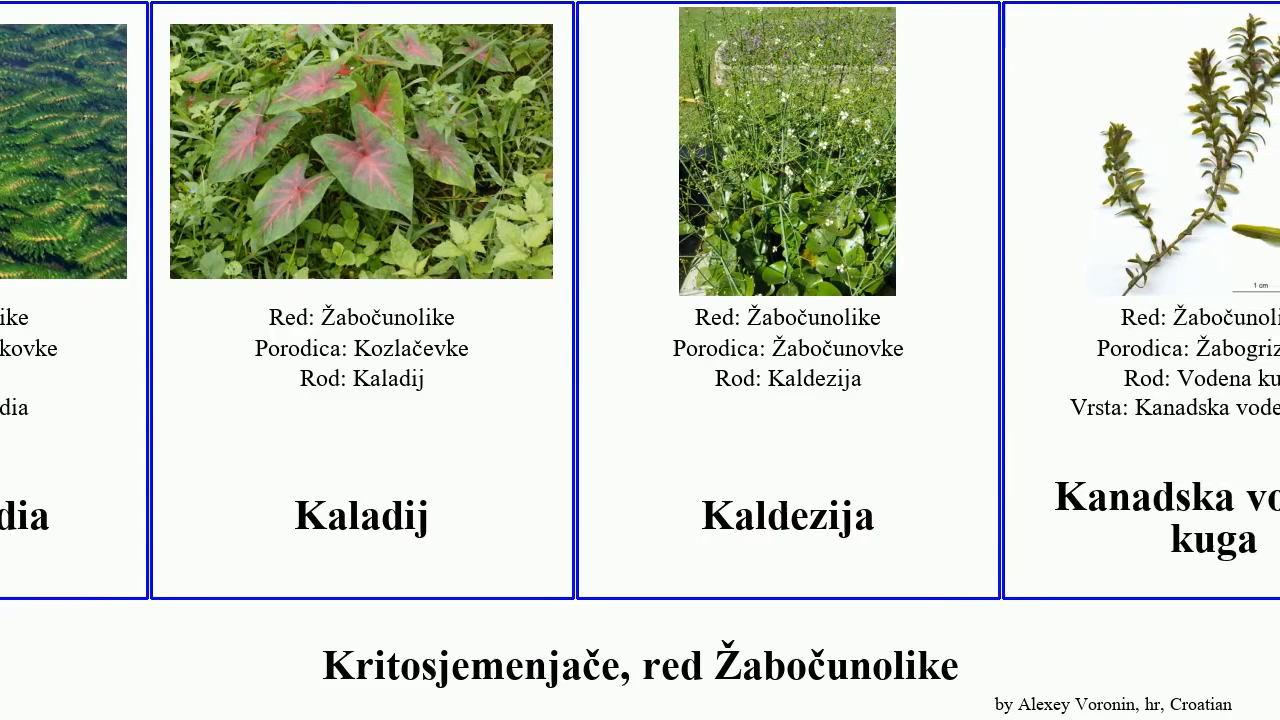 ike
kovke
dia
dia
Red: Žabočunolike
Porodica: Kozlačevke
Rod: Kaladij
Kaladij
Red: Žabočunolike
Porodica: Žabočunovke
Rod: Kaldezija
Kaldezija
1 cm
Red: Žabočunoli
Porodica: Žabogriz
Rod: Vodena ku
Vrsta: Kanadska vode
Kanadska vo
kuga
Kritosjemenjače, red Žabočunolike
by Alexey Voronin, hr, Croatian